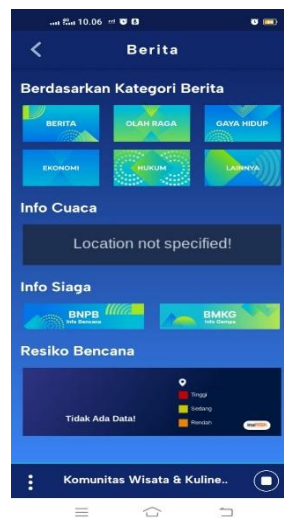 10.06
Berita
Berdasarkan Kategori Berita
BERITA
OLAH RAGA
GAYA HIDUP
EKONOMI
HUKUM
LAINNYA
Info Cuaca
Location not specified!
Info Siaga
BNPB
Info Bencana
BMKG
Info Gempa
Resiko Bencana
Tinggi
Sedang
Rendah
Tidak Ada Data!
Komunitas Wisata & Kuline..